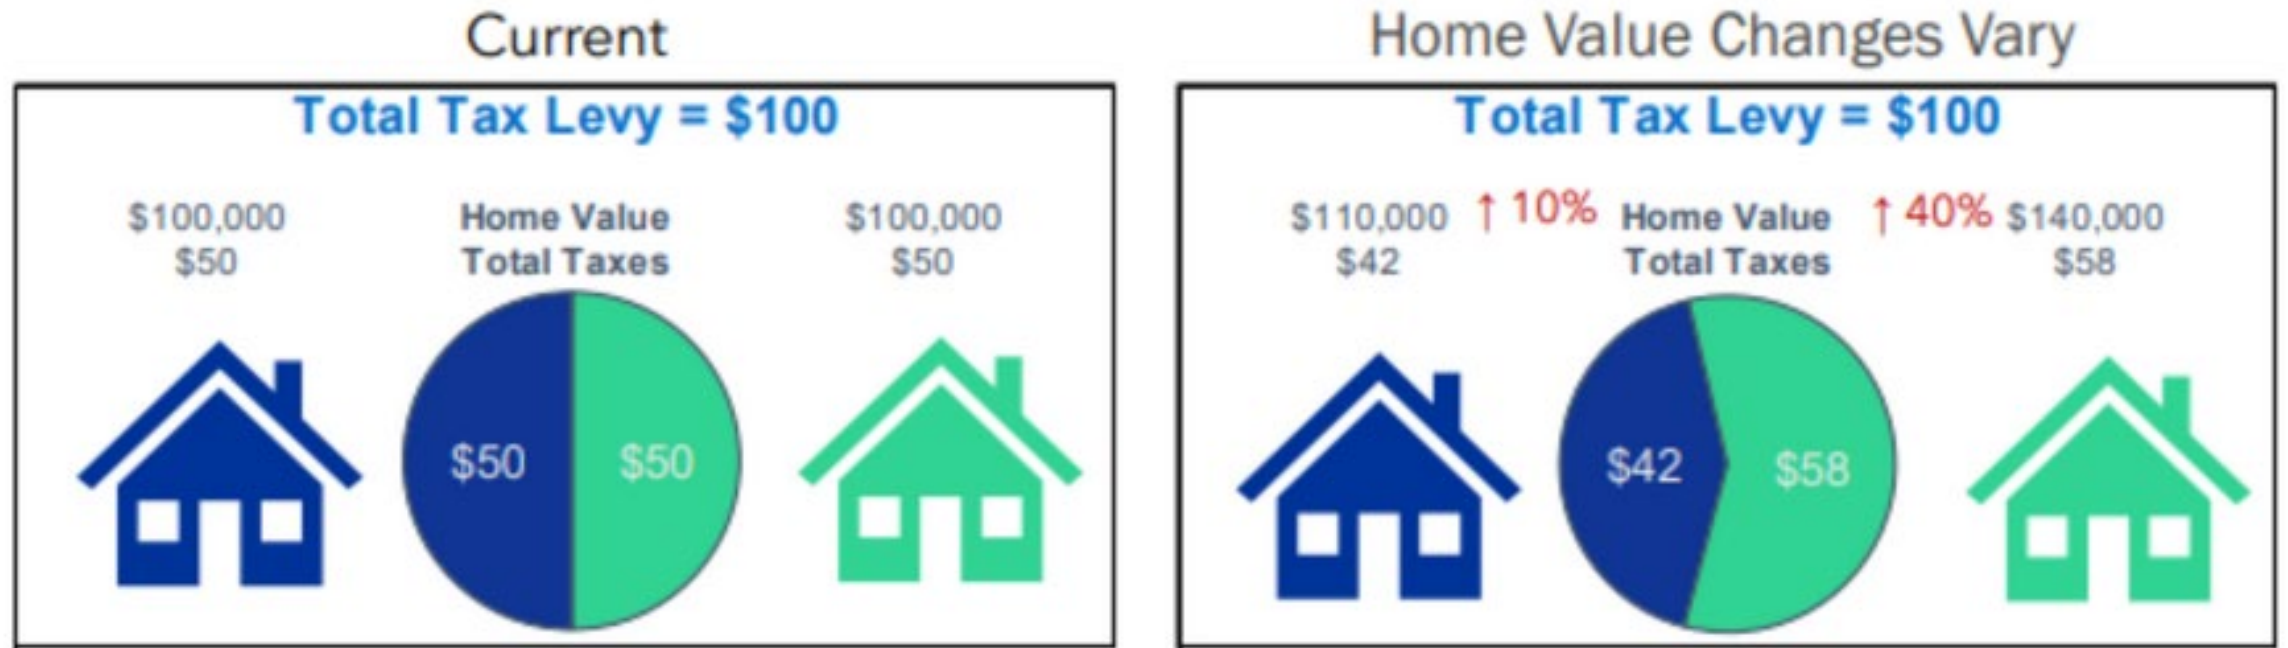 Current
Total Tax Levy = $100
$100,000 Home Value $100,000
$50 Total Taxes $50
$50 $50
Home Value Changes Vary
Total Tax Levy = $100
$110,000 ↑ 10% Home Value ↑ 40% $140,000
$42 Total Taxes $58
$42 $58